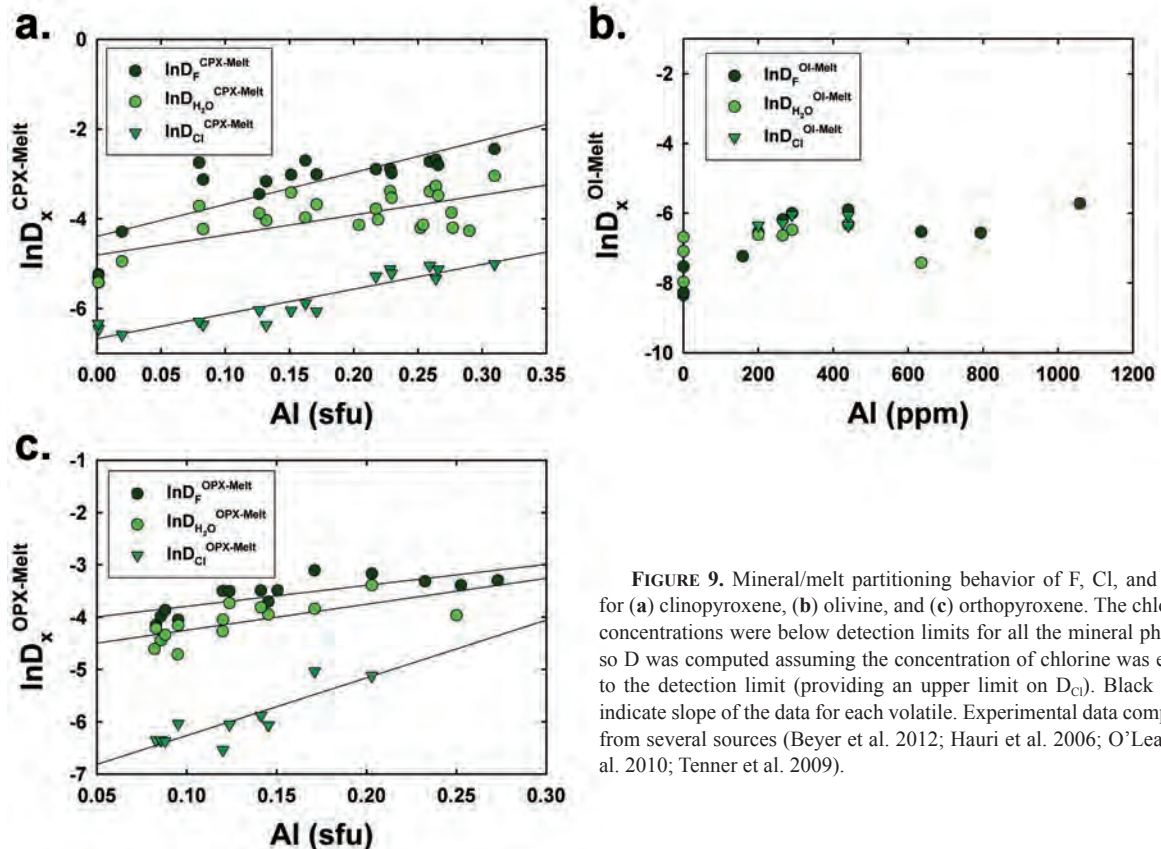 a.
lnD_x^CPX-Melt
0
-2
-4
-6
lnD_F^CPX-Melt
lnD_H2O^CPX-Melt
lnD_Cl^CPX-Melt
0.00 0.05 0.10 0.15 0.20 0.25 0.30 0.35
Al (sfu)
b.
lnD_x^Ol-Melt
-2
-4
-6
-8
-10
lnD_F^Ol-Melt
lnD_H2O^Ol-Melt
lnD_Cl^Ol-Melt
0 200 400 600 800 1000 1200
Al (ppm)
c.
lnD_x^OPX-Melt
-1
-2
-3
-4
-5
-6
-7
lnD_F^OPX-Melt
lnD_H2O^OPX-Melt
lnD_Cl^OPX-Melt
0.05 0.10 0.15 0.20 0.25 0.30
Al (sfu)
FIGURE 9. Mineral/melt partitioning behavior of F, Cl, and
for (a) clinopyroxene, (b) olivine, and (c) orthopyroxene. The chlo
concentrations were below detection limits for all the mineral ph
so D was computed assuming the concentration of chlorine was e
to the detection limit (providing an upper limit on D_Cl). Black
indicate slope of the data for each volatile. Experimental data comp
from several sources (Beyer et al. 2012; Hauri et al. 2006; O'Lea
al. 2010; Tenner et al. 2009).